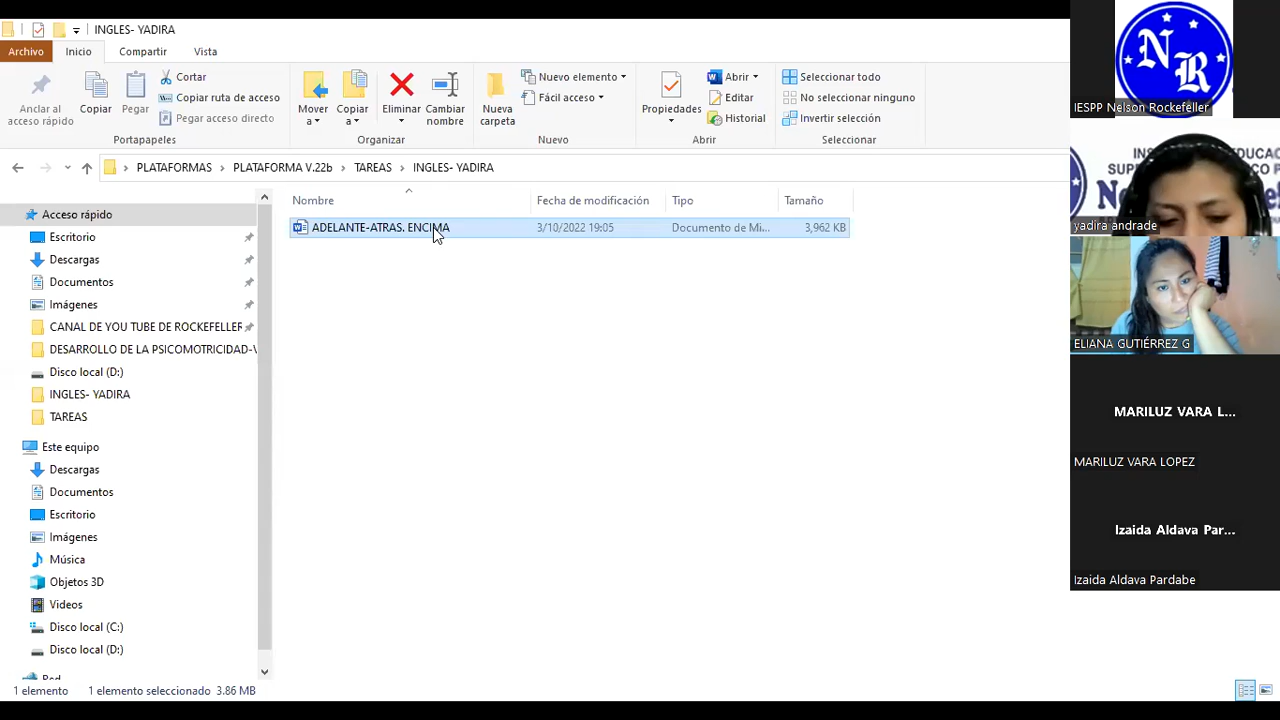 INGLES- YADIRA
Archivo Inicio Compartir Vista
Anclar al acceso rápido
Copiar
Pegar
Cortar
Copiar ruta de acceso
Pegar acceso directo
Portapapeles
Mover a
Copiar a
Eliminar
Cambiar nombre
Organizar
Nueva carpeta
Nuevo elemento
Fácil acceso
Nuevo
Propiedades
Abrir
Editar
Historial
Abrir
Seleccionar todo
No seleccionar ninguno
Invertir selección
Seleccionar
PLATAFORMAS PLATAFORMA V.22b TAREAS INGLES- YADIRA
Nombre Fecha de modificación Tipo Tamaño
ADELANTE-ATRAS. ENCIMA 3/10/2022 19:05 Documento de Mi... 3,962 KB
Acceso rápido
Escritorio
Descargas
Documentos
Imágenes
CANAL DE YOU TUBE DE ROCKEFELLER
DESARROLLO DE LA PSICOMOTRICIDAD-V
Disco local (D:)
INGLES- YADIRA
TAREAS
Este equipo
Descargas
Documentos
Escritorio
Imágenes
Música
Objetos 3D
Videos
Disco local (C:)
Disco local (D:)
1 elemento 1 elemento seleccionado 3.86 MB
N
R
IESPP Nelson Rockefeller
yadira andrade
ELIANA GUTIÉRREZ G
MARILUZ VARA L...
MARILUZ VARA LOPEZ
Izaida Aldava Par...
Izaida Aldava Pardabe